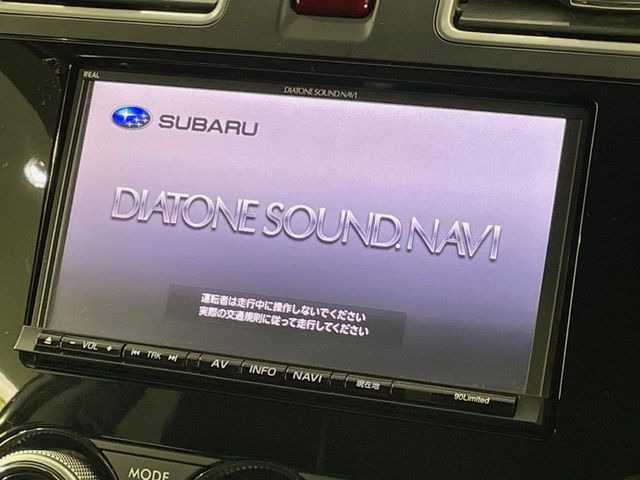 REAL
DIATONE SOUND.NAVI
SUBARU
DIATONE SOUND.NAVI
運転者は走行中に操作しないでください
実際の交通規則に従って走行してください
- VOL +
TRK
AV
INFO
NAVI
現在地
90Limited
MODE